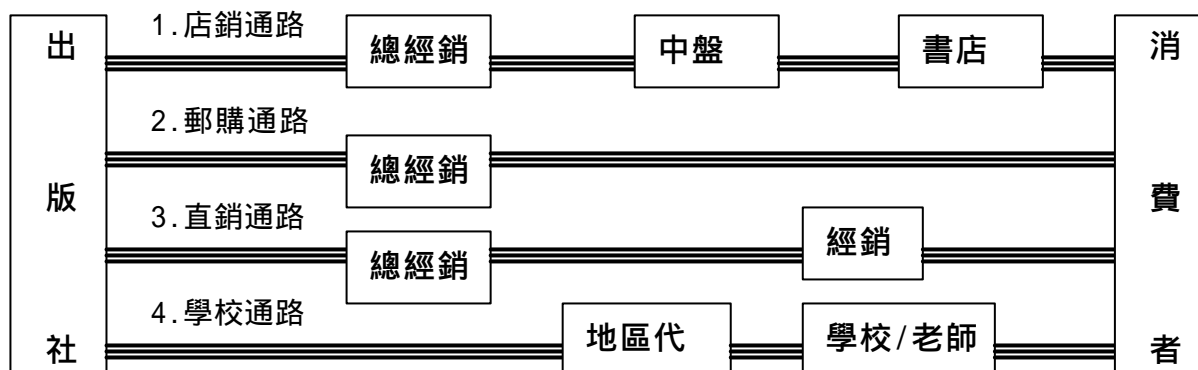 出版社
1.店銷通路
總經銷
中盤
書店
2.郵購通路
總經銷
3.直銷通路
總經銷
經銷
4.學校通路
地區代
學校/老師
消費者